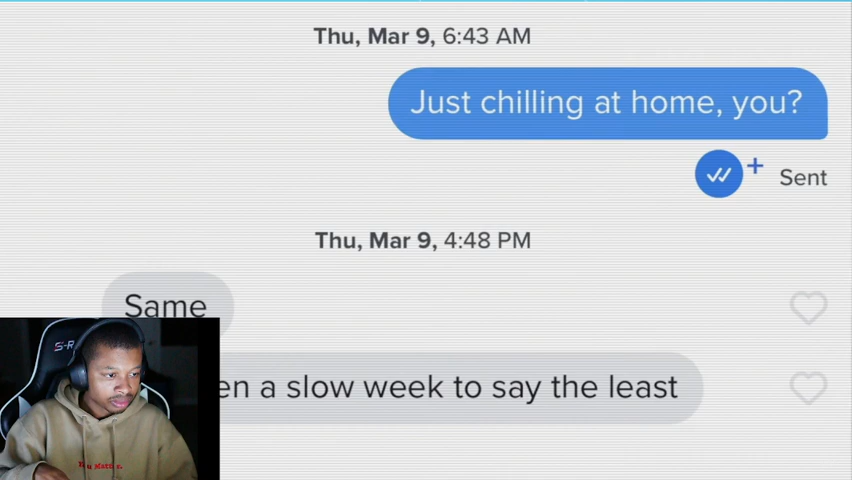 Thu, Mar 9, 6:43 AM
Just chilling at home, you?
Sent
Thu, Mar 9, 4:48 PM
Same
a slow week to say the least